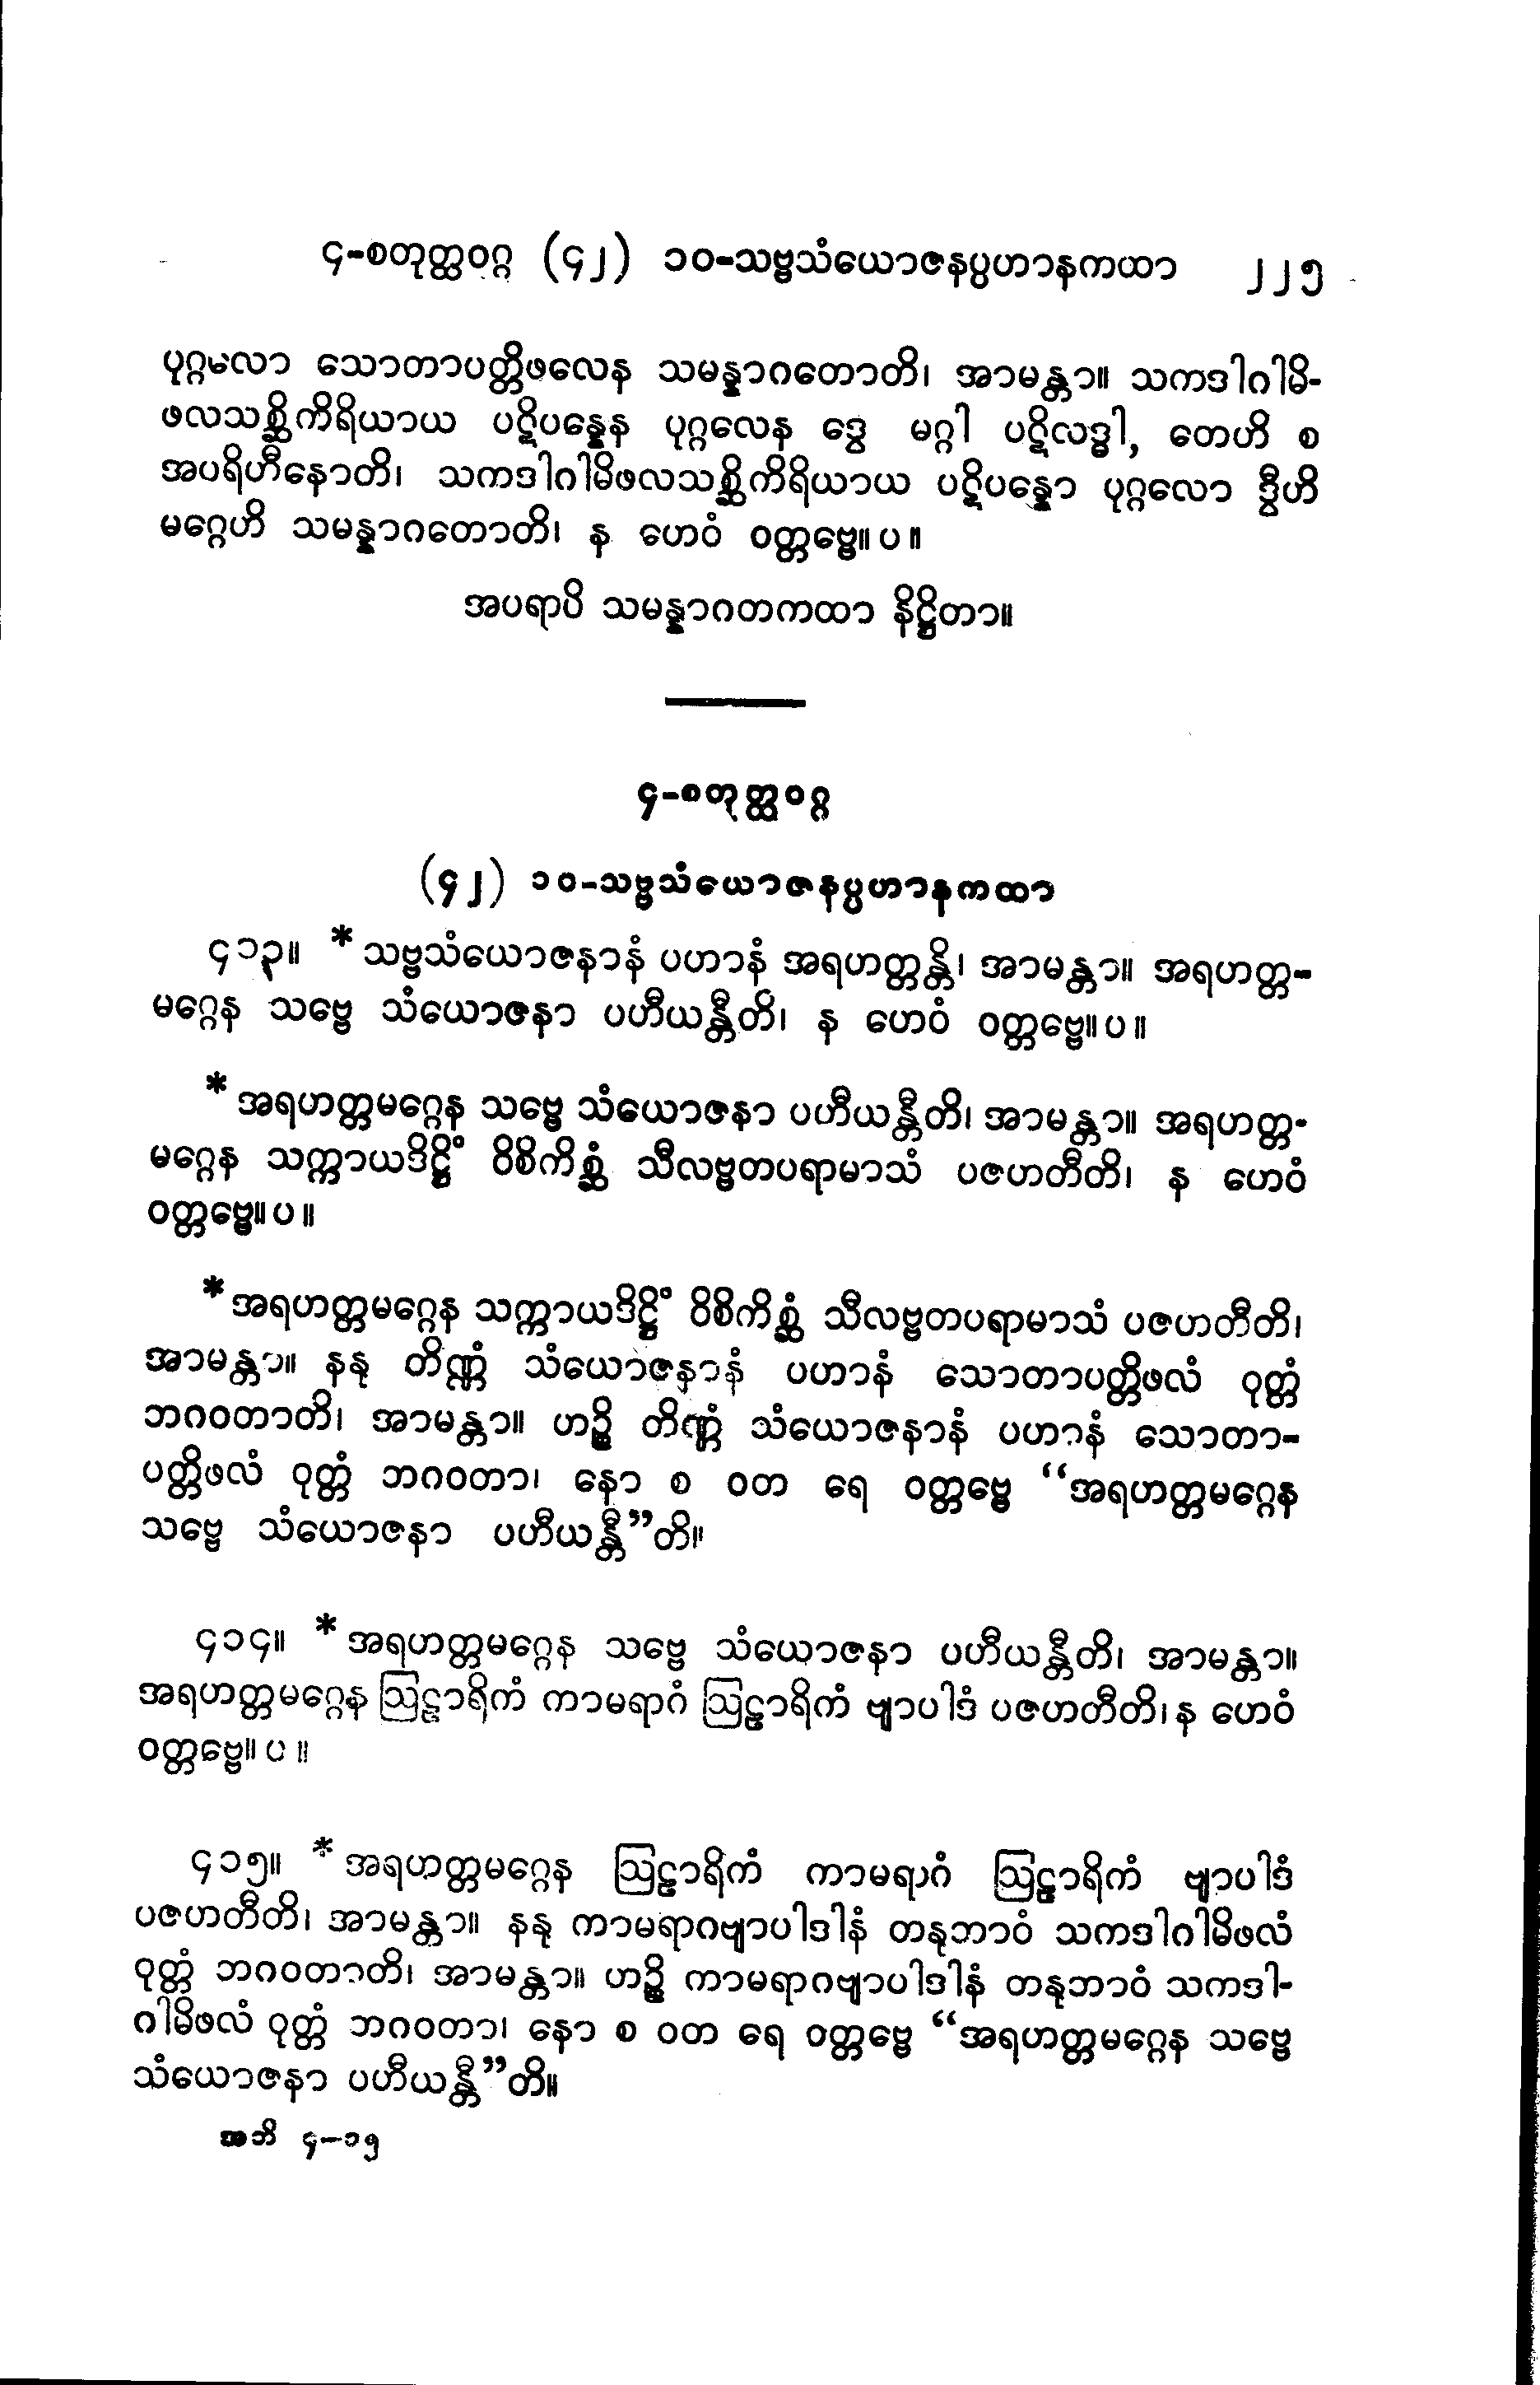 ၄-စတုတ္ထဝဂ္ဂ (၄၂) ၁၀-သဗ္ဗသံယောဇနပ္ပဟာနကထာ ၂၂၅
ပုဂ္ဂလော သောတာပတ္တိဖလေန သမန္နာဂတောတိ၊ အာမန္တာ။ သကဒါဂါမိ-
ဖလသစ္ဆိကိရိယာယ ပဋိပန္နေန ပုဂ္ဂလေန ဒွေ မဂ္ဂါ ပဋိလဒ္ဓါ, တေဟိ စ
အပရိဟီနောတိ၊ သကဒါဂါမိဖလသစ္ဆိကိရိယာယ ပဋိပန္နော ပုဂ္ဂလော ဒွီဟိ
မဂ္ဂေဟိ သမန္နာဂတောတိ၊ န ဟေဝံ ဝတ္တဗ္ဗေ။ ပ ။
အပရာပိ သမန္နာဂတကထာ နိဋ္ဌိတာ။
၄-စတုတ္ထဝဂ္ဂ
(၄၂) ၁၀-သဗ္ဗသံယောဇနပ္ပဟာနကထာ
၄၁၃။ *သဗ္ဗသံယောဇနာနံ ပဟာနံ အရဟတ္တန္တိ၊ အာမန္တာ။ အရဟတ္တ-
မဂ္ဂေန သဗ္ဗေ သံယောဇနာ ပဟီယန္တီတိ၊ န ဟေဝံ ဝတ္တဗ္ဗေ။ ပ ။
*အရဟတ္တမဂ္ဂေန သဗ္ဗေ သံယောဇနာ ပဟီယန္တီတိ၊ အာမန္တာ။ အရဟတ္တ-
မဂ္ဂေန သက္ကာယဒိဋ္ဌိံ ဝိစိကိစ္ဆံ သီလဗ္ဗတပရာမာသံ ပဇဟတီတိ၊ န ဟေဝံ
ဝတ္တဗ္ဗေ။ ပ ။
*အရဟတ္တမဂ္ဂေန သက္ကာယဒိဋ္ဌိံ ဝိစိကိစ္ဆံ သီလဗ္ဗတပရာမာသံ ပဇဟတီတိ၊
အာမန္တာ။ နနု တိဏ္ဏံ သံယောဇနာနံ ပဟာနံ သောတာပတ္တိဖလံ ဝုတ္တံ
ဘဂဝတာတိ၊ အာမန္တာ။ ဟဉ္စိ တိဏ္ဏံ သံယောဇနာနံ ပဟာနံ သောတာ-
ပတ္တိဖလံ ဝုတ္တံ ဘဂဝတာ၊ နော စ ဝတ ရေ ဝတ္တဗ္ဗေ “အရဟတ္တမဂ္ဂေန
သဗ္ဗေ သံယောဇနာ ပဟီယန္တီ”တိ။
၄၁၄။ *အရဟတ္တမဂ္ဂေန သဗ္ဗေ သံယောဇနာ ပဟီယန္တီတိ၊ အာမန္တာ။
အရဟတ္တမဂ္ဂေန ဩဠာရိကံ ကာမရာဂံ ဩဠာရိကံ ဗျာပါဒံ ပဇဟတီတိ၊ န ဟေဝံ
ဝတ္တဗ္ဗေ။ ပ ။
၄၁၅။ *အရဟတ္တမဂ္ဂေန ဩဠာရိကံ ကာမရာဂံ ဩဠာရိကံ ဗျာပါဒံ
ပဇဟတီတိ၊ အာမန္တာ။ နနု ကာမရာဂဗျာပါဒါနံ တနုဘာဝံ သကဒါဂါမိဖလံ
ဝုတ္တံ ဘဂဝတာတိ၊ အာမန္တာ။ ဟဉ္စိ ကာမရာဂဗျာပါဒါနံ တနုဘာဝံ သကဒါ-
ဂါမိဖလံ ဝုတ္တံ ဘဂဝတာ၊ နော စ ဝတ ရေ ဝတ္တဗ္ဗေ “အရဟတ္တမဂ္ဂေန သဗ္ဗေ
သံယောဇနာ ပဟီယန္တီ”တိ။
အဘိ ၄-၁၅